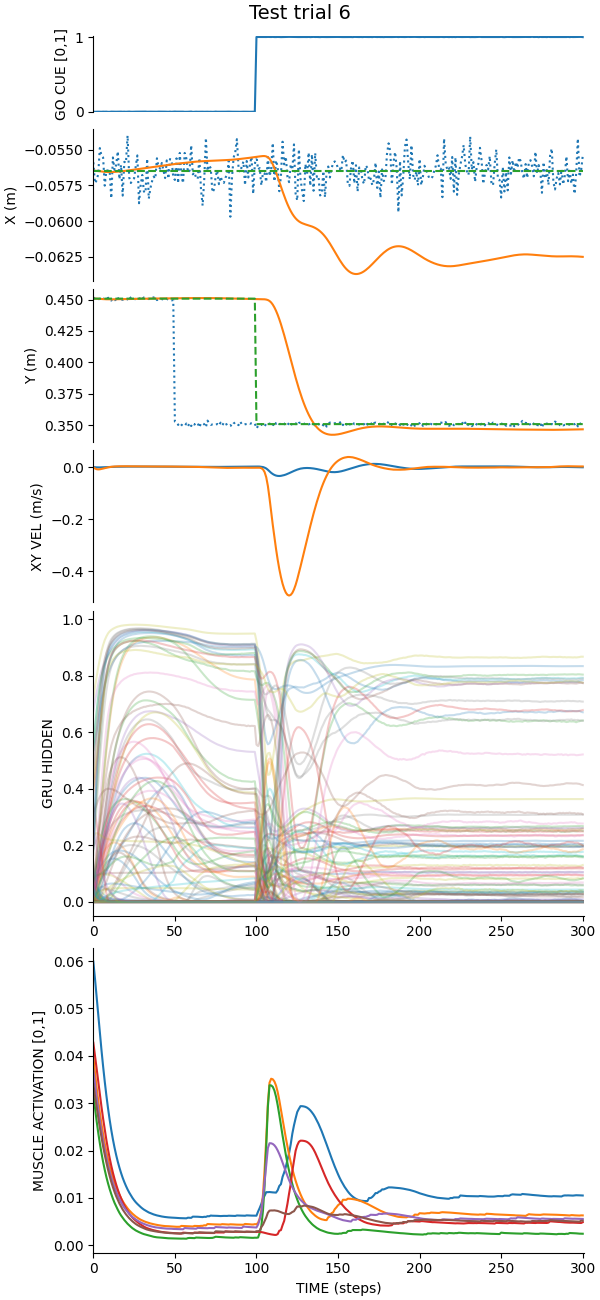 Test trial 6
GO CUE [0,1]
1
0
X (m)
−0.0550
−0.0575
−0.0600
−0.0625
Y (m)
0.450
0.425
0.400
0.375
0.350
XY VEL (m/s)
0.0
−0.2
−0.4
GRU HIDDEN
1.0
0.8
0.6
0.4
0.2
0.0
0 50 100 150 200 250 300
MUSCLE ACTIVATION [0,1]
0.06
0.05
0.04
0.03
0.02
0.01
0.00
0 50 100 150 200 250 300
TIME (steps)